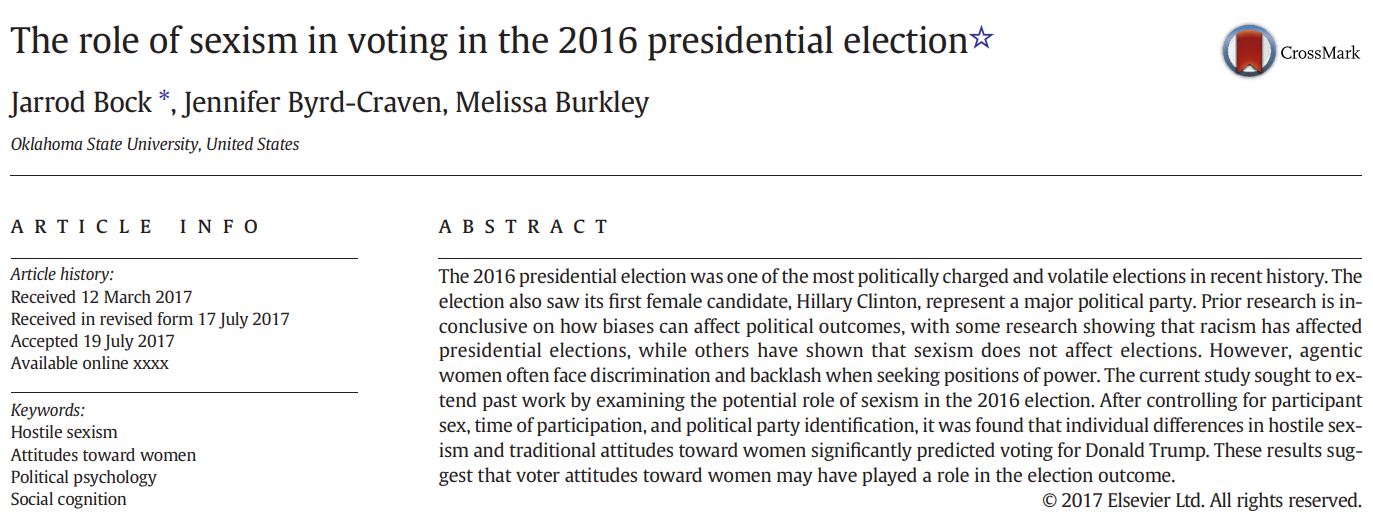 The role of sexism in voting in the 2016 presidential election☆
CrossMark
Jarrod Bock *, Jennifer Byrd-Craven, Melissa Burkley
Oklahoma State University, United States
ARTICLE INFO
Article history:
Received 12 March 2017
Received in revised form 17 July 2017
Accepted 19 July 2017
Available online xxxx
Keywords:
Hostile sexism
Attitudes toward women
Political psychology
Social cognition
ABSTRACT
The 2016 presidential election was one of the most politically charged and volatile elections in recent history. The
election also saw its first female candidate, Hillary Clinton, represent a major political party. Prior research is in-
conclusive on how biases can affect political outcomes, with some research showing that racism has affected
presidential elections, while others have shown that sexism does not affect elections. However, agentic
women often face discrimination and backlash when seeking positions of power. The current study sought to ex-
tend past work by examining the potential role of sexism in the 2016 election. After controlling for participant
sex, time of participation, and political party identification, it was found that individual differences in hostile sex-
ism and traditional attitudes toward women significantly predicted voting for Donald Trump. These results sug-
gest that voter attitudes toward women may have played a role in the election outcome.
© 2017 Elsevier Ltd. All rights reserved.